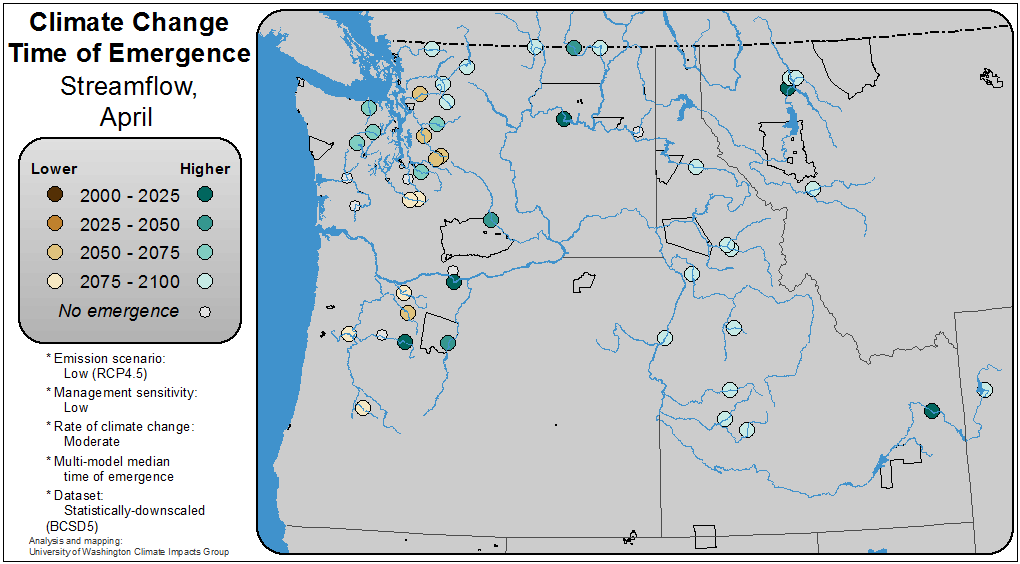 Climate Change
Time of Emergence
Streamflow,
April
Lower Higher
2000 - 2025
2025 - 2050
2050 - 2075
2075 - 2100
No emergence
* Emission scenario:
Low (RCP4.5)
* Management sensitivity:
Low
* Rate of climate change:
Moderate
* Multi-model median
time of emergence
* Dataset:
Statistically-downscaled
(BCSD5)
Analysis and mapping:
University of Washington Climate Impacts Group